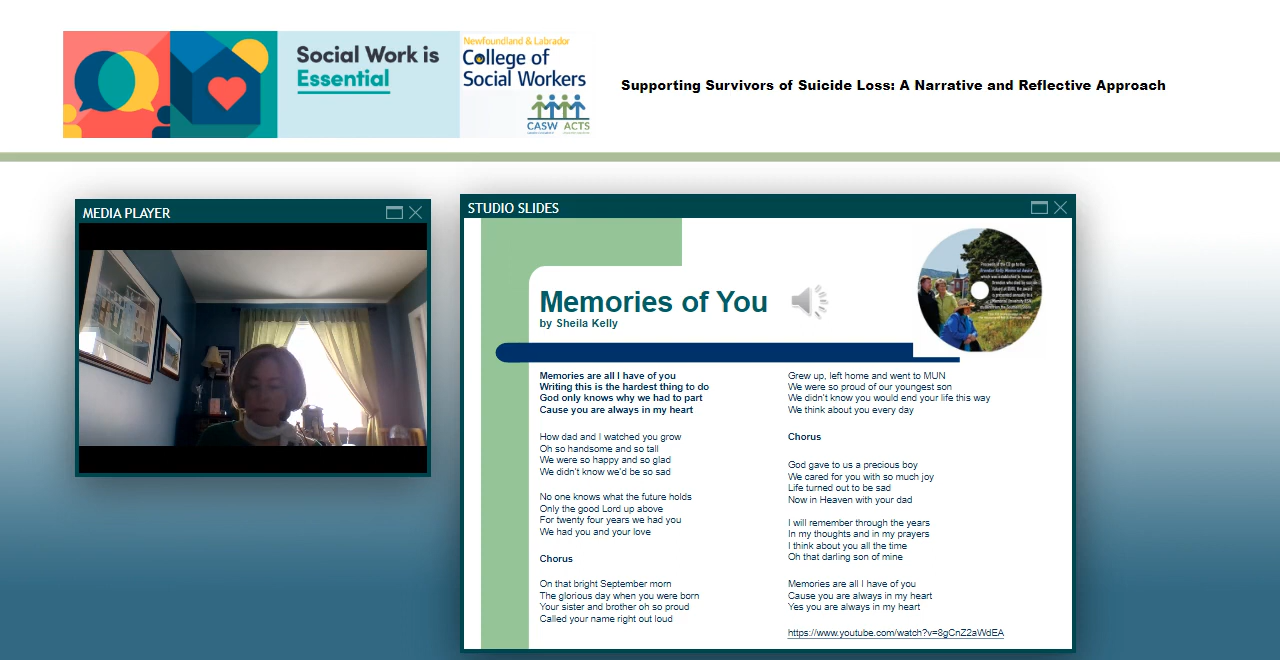 Social Work is
Essential
Newfoundland & Labrador
College of
Social Workers
CASW ACTS
Supporting Survivors of Suicide Loss: A Narrative and Reflective Approach
MEDIA PLAYER
STUDIO SLIDES
Memories of You
by Sheila Kelly
Memories are all I have of you
Writing this is the hardest thing to do
God only knows why we had to part
Cause you are always in my heart
How dad and I watched you grow
Oh so handsome and so tall
We were so happy and so glad
We didn't know we'd be so sad
No one knows what the future holds
Only the good Lord up above
For twenty four years we had you
We had you and your love
Chorus
On that bright September morn
The glorious day when you were born
Your sister and brother oh so proud
Called your name right out loud
Grew up, left home and went to MUN
We were so proud of our youngest son
We didn't know you would end your life this way
We think about you every day
Chorus
God gave to us a precious boy
We cared for you with so much joy
Life turned out to be sad
Now in Heaven with your dad
I will remember through the years
In my thoughts and in my prayers
I think about you all the time
Oh that darling son of mine
Memories are all I have of you
Cause you are always in my heart
Yes you are always in my heart
https://www.youtube.com/watch?v=8gCnZ2aWdEA